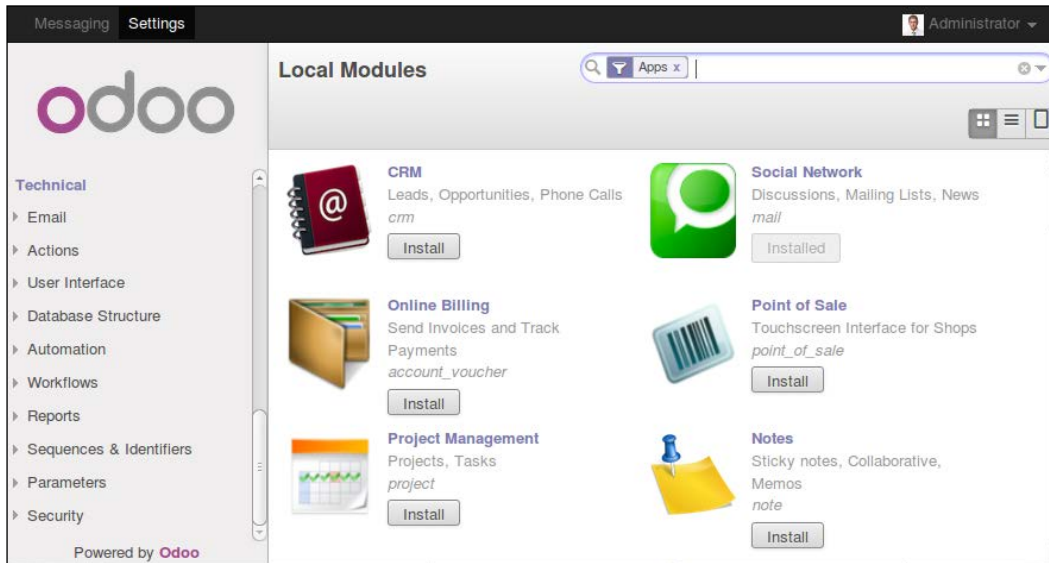 Messaging Settings Administrator
odoo
Local Modules
Apps x
Technical
Email
Actions
User Interface
Database Structure
Automation
Workflows
Reports
Sequences & Identifiers
Parameters
Security
Powered by Odoo
CRM
Leads, Opportunities, Phone Calls
crm
Install
Social Network
Discussions, Mailing Lists, News
mail
Installed
Online Billing
Send Invoices and Track
Payments
account_voucher
Install
Point of Sale
Touchscreen Interface for Shops
point_of_sale
Install
Project Management
Projects, Tasks
project
Install
Notes
Sticky notes, Collaborative,
Memos
note
Install